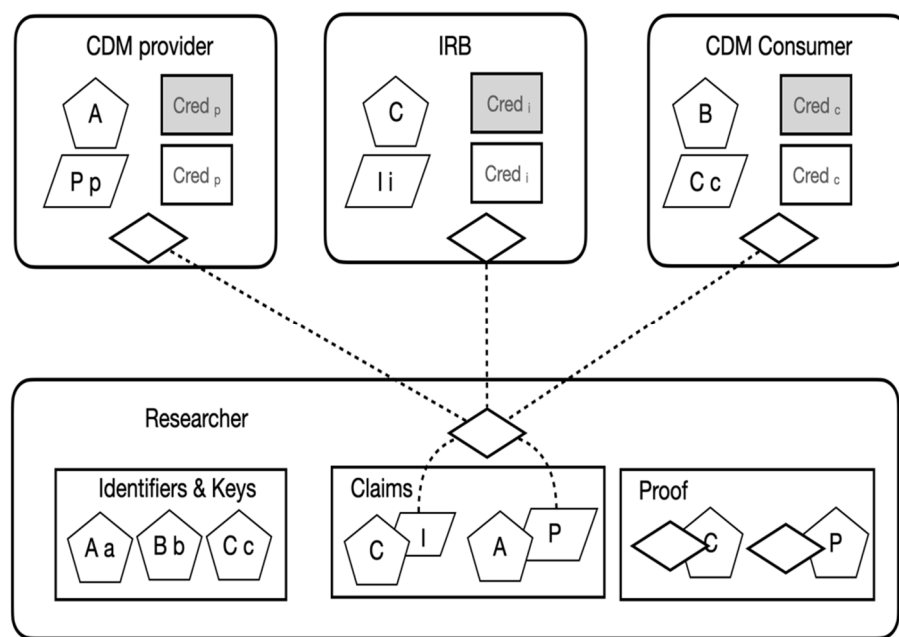 CDM provider
A
Cred p
P p
Cred p
IRB
C
Cred i
I i
Cred i
CDM Consumer
B
Cred c
C c
Cred c
Researcher
Identifiers & Keys
A a
B b
C c
Claims
C
I
A
P
Proof
C
P